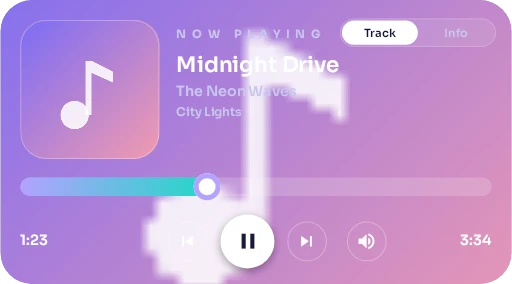 NOW PLAYING
Track Info
Midnight Drive
The Neon Waves
City Lights
1:23 3:34